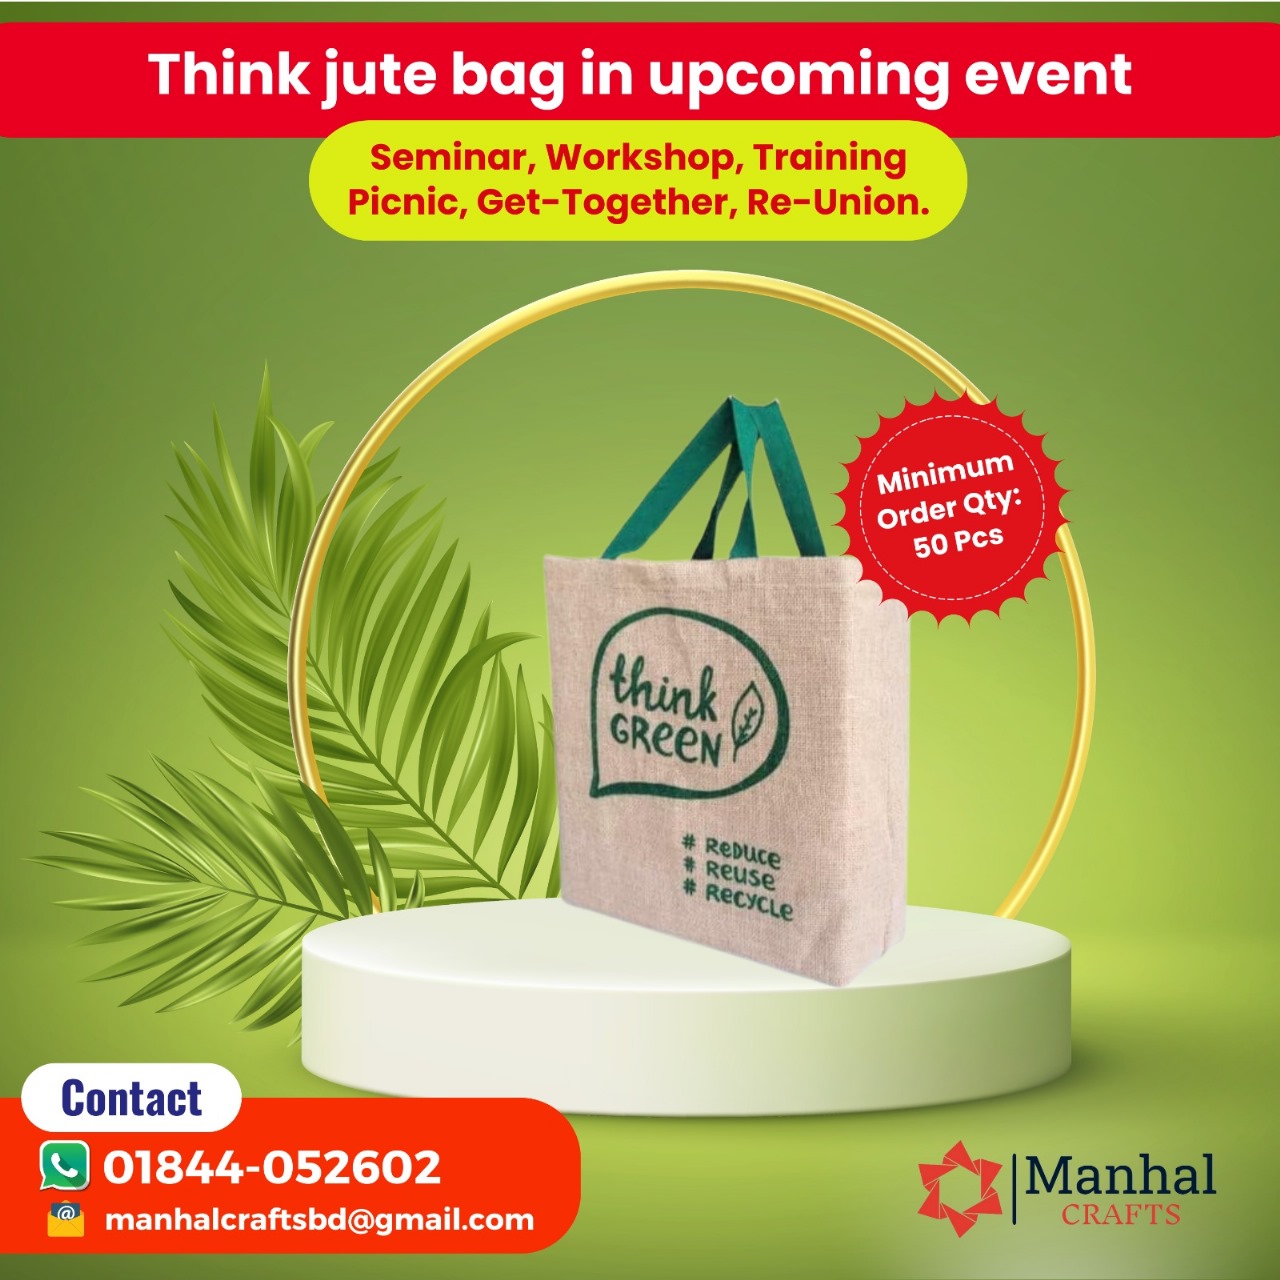 Think jute bag in upcoming event
Seminar, Workshop, Training
Picnic, Get-Together, Re-Union.
Minimum
Order Qty:
50 Pcs
think
GREEN
# REDUCE
# REUSE
# RECYCLE
Contact
01844-052602
@
manhalcraftsbd@gmail.com
Manhal
CRAFTS